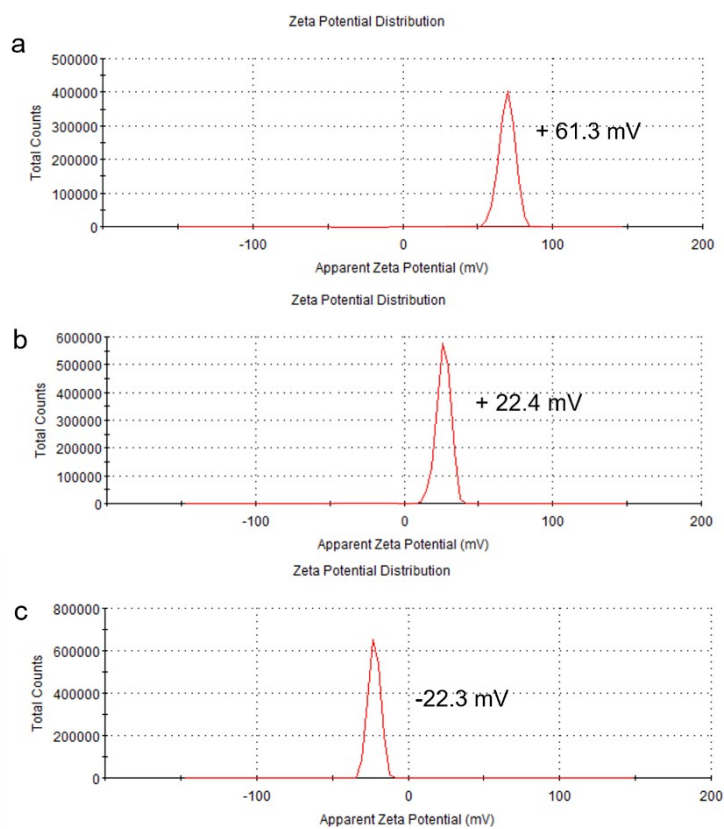 Zeta Potential Distribution
a
500000
400000
300000
200000
100000
0
Total Counts
+ 61.3 mV
-100
0
100
200
Apparent Zeta Potential (mV)
Zeta Potential Distribution
b
600000
500000
400000
300000
200000
100000
0
Total Counts
+ 22.4 mV
-100
0
100
200
Apparent Zeta Potential (mV)
Zeta Potential Distribution
c
800000
600000
400000
200000
0
Total Counts
-22.3 mV
-100
0
100
200
Apparent Zeta Potential (mV)